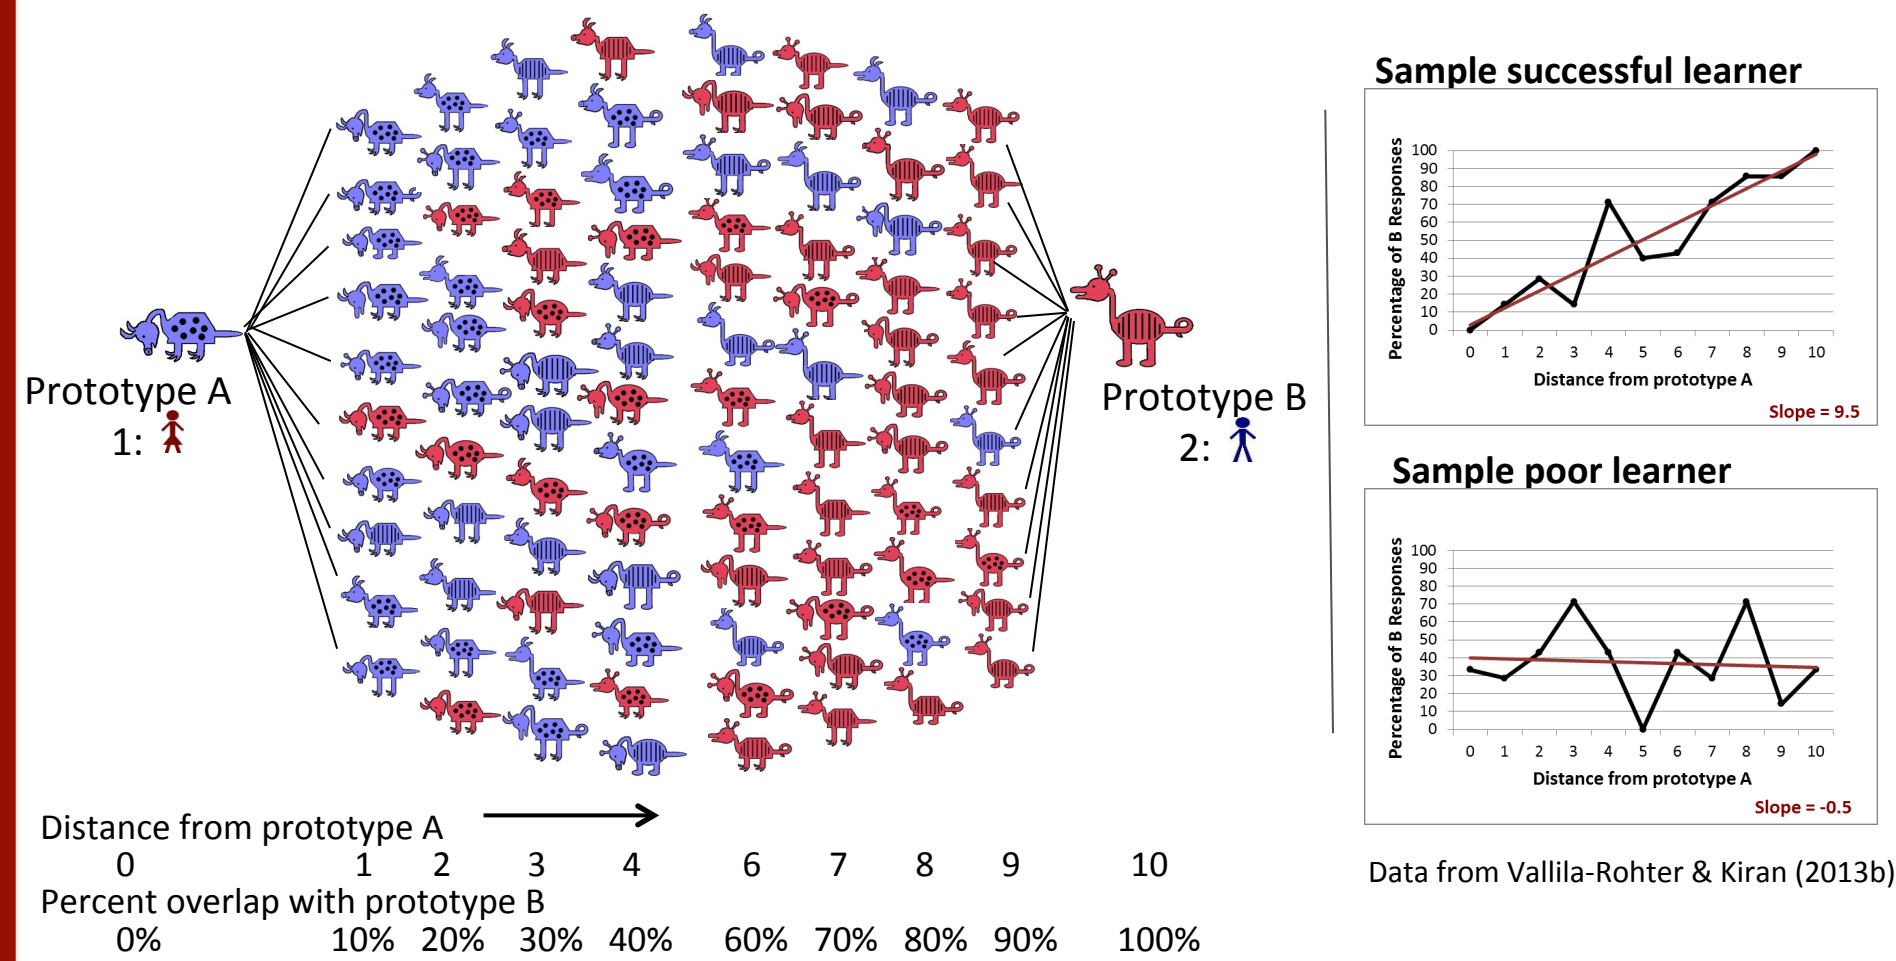 Prototype A
1:
Prototype B
2:
Distance from prototype A
0 1 2 3 4 6 7 8 9 10
Percent overlap with prototype B
0% 10% 20% 30% 40% 60% 70% 80% 90% 100%
Sample successful learner
Percentage of B Responses
100
90
80
70
60
50
40
30
20
10
0
0 1 2 3 4 5 6 7 8 9 10
Distance from prototype A
Slope = 9.5
Sample poor learner
Percentage of B Responses
100
90
80
70
60
50
40
30
20
10
0
0 1 2 3 4 5 6 7 8 9 10
Distance from prototype A
Slope = -0.5
Data from Vallila-Rohter & Kiran (2013b)